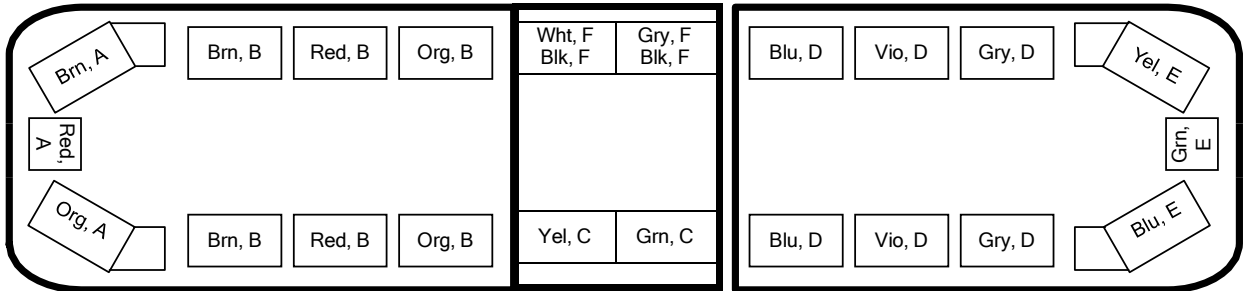 Brn, A
Brn, B
Red, B
Org, B
Wht, F
Blk, F
Gry, F
Blk, F
Blu, D
Vio, D
Gry, D
Yel, E
Red,
A
Grn,
E
Org, A
Brn, B
Red, B
Org, B
Yel, C
Grn, C
Blu, D
Vio, D
Gry, D
Blu, E